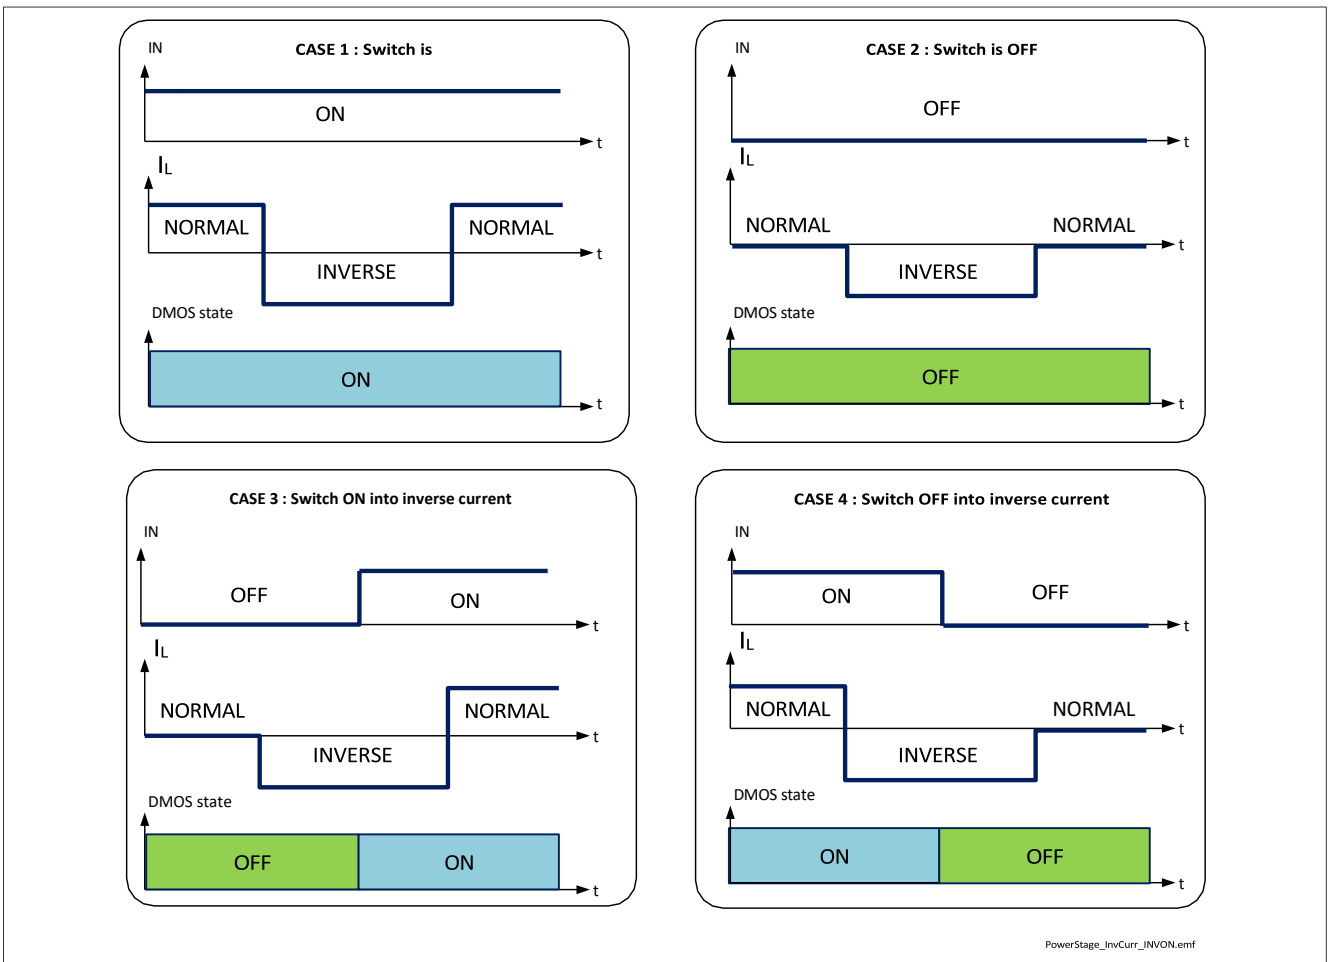 CASE 1 : Switch is
IN
ON
t
IL
NORMAL
NORMAL
t
INVERSE
DMOS state
ON
t
CASE 2 : Switch is OFF
IN
OFF
t
IL
NORMAL
NORMAL
t
INVERSE
DMOS state
OFF
t
CASE 3 : Switch ON into inverse current
IN
OFF
ON
t
IL
NORMAL
NORMAL
t
INVERSE
DMOS state
OFF
ON
t
CASE 4 : Switch OFF into inverse current
IN
ON
OFF
t
IL
NORMAL
NORMAL
t
INVERSE
DMOS state
ON
OFF
t
PowerStage_InvCurr_INVON.emf